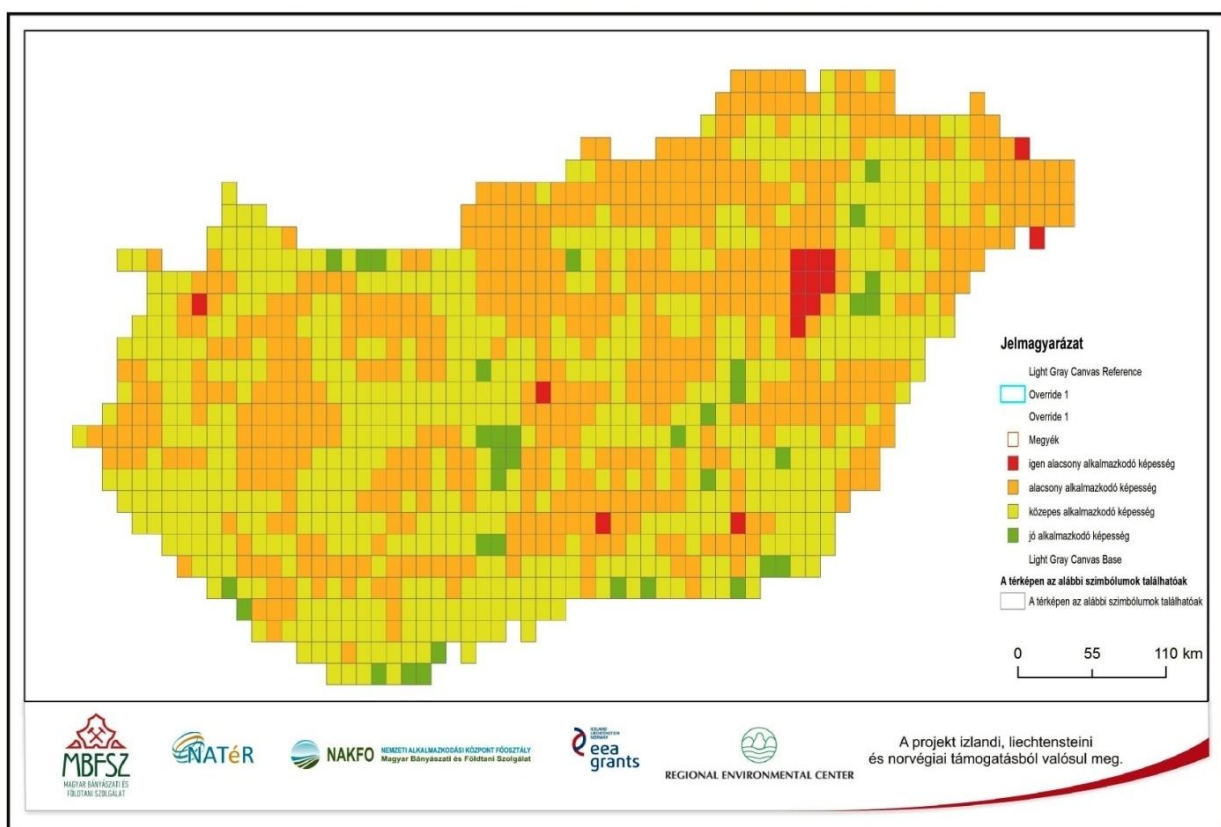 Jelmagyarázat
Light Gray Canvas Reference
Override 1
Override 1
Megyék
igen alacsony alkalmazkodó képesség
alacsony alkalmazkodó képesség
közepes alkalmazkodó képesség
jó alkalmazkodó képesség
Light Gray Canvas Base
A térképen az alábbi szimbólumok találhatóak
A térképen az alábbi szimbólumok találhatóak
0 55 110 km
MBFSZ
MAGYAR BÁNYÁSZATI ÉS
FÖLDTANI SZOLGÁLAT
NATéR
NAKFO
NEMZETI ALKALMAZKODÁSI KÖZPONT FŐOSZTÁLY
Magyar Bányászati és Földtani Szolgálat
ICELAND
LIECHTENSTEIN
NORWAY
eea
grants
REGIONAL ENVIRONMENTAL CENTER
A projekt izlandi, liechtensteini
és norvégiai támogatásból valósul meg.